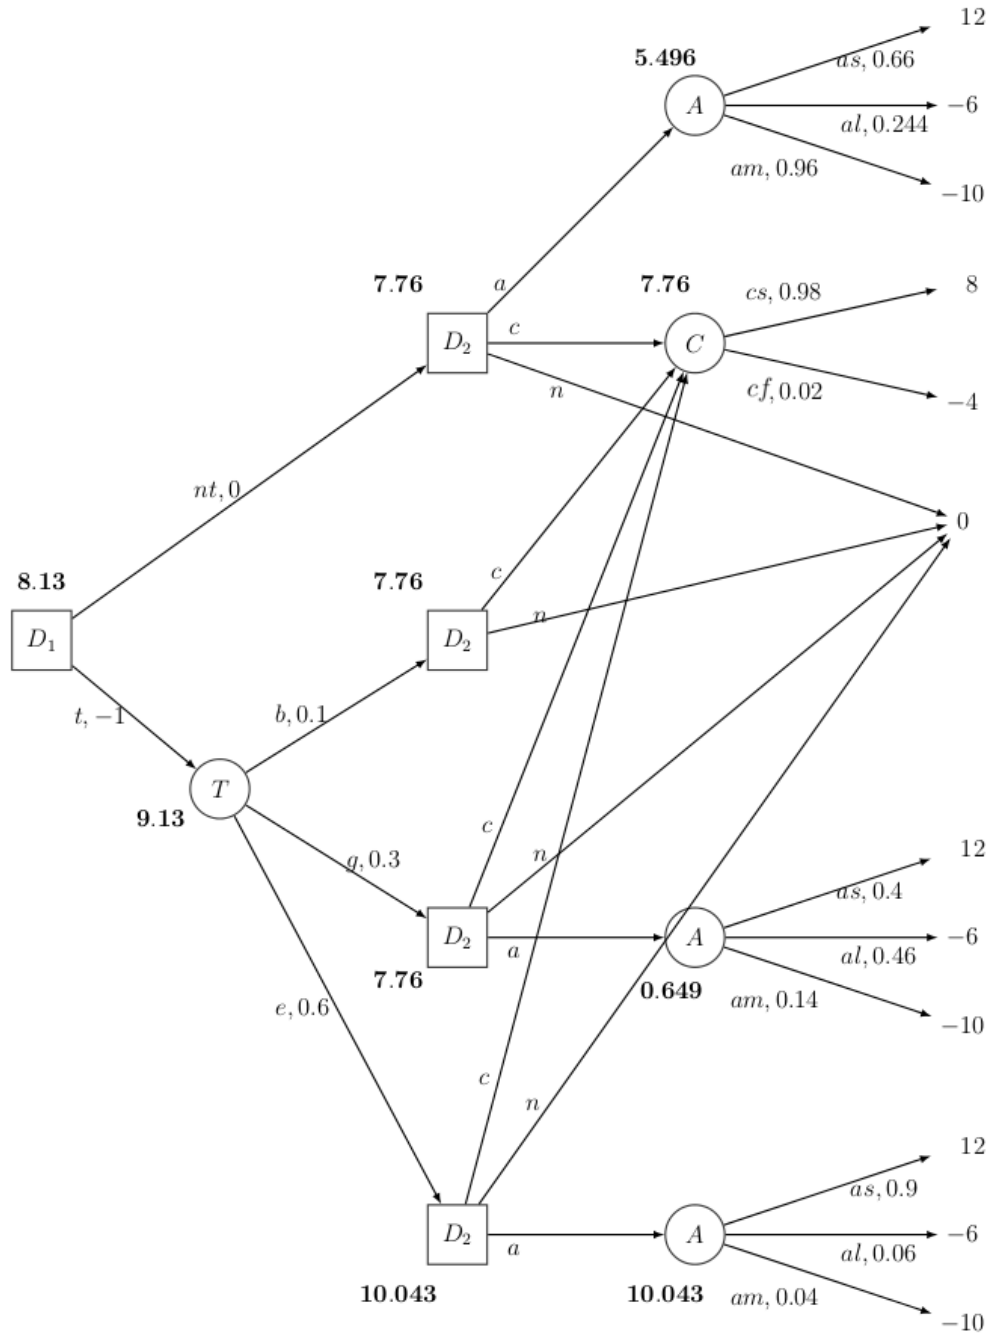 12
5.496
as, 0.66
A
−6
al, 0.244
am, 0.96
−10
7.76
7.76
cs, 0.98
8
a
c
D₂
C
n
cf, 0.02
−4
nt, 0
0
8.13
7.76
c
D₁
D₂
n
t, −1
b, 0.1
T
9.13
c
n
g, 0.3
12
as, 0.4
D₂
a
A
−6
al, 0.46
7.76
0.649
am, 0.14
e, 0.6
−10
c
n
12
as, 0.9
D₂
a
A
−6
al, 0.06
10.043
10.043
am, 0.04
−10